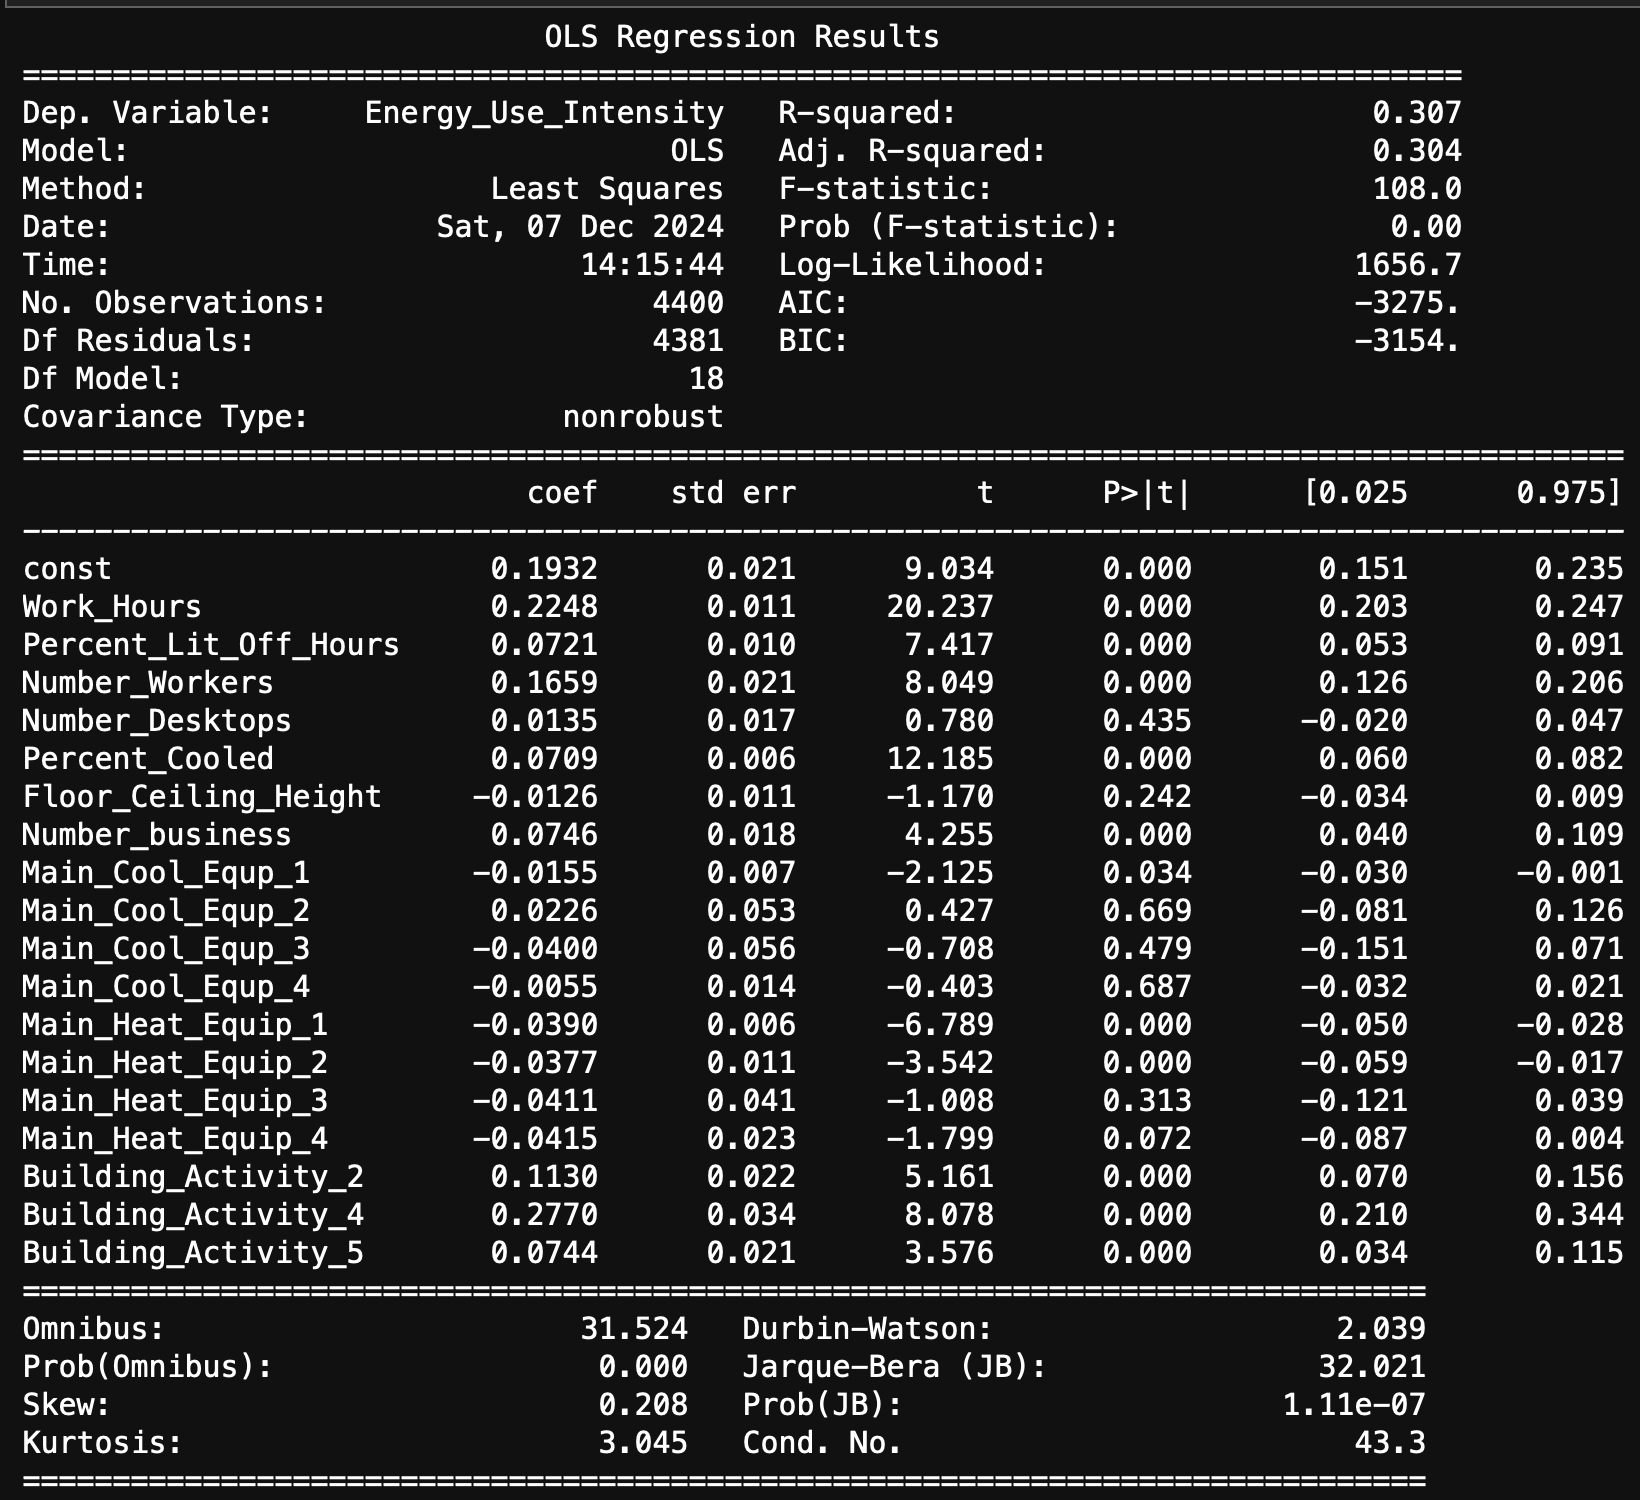 OLS Regression Results
==============================================================================
Dep. Variable: Energy_Use_Intensity R-squared: 0.307
Model: OLS Adj. R-squared: 0.304
Method: Least Squares F-statistic: 108.0
Date: Sat, 07 Dec 2024 Prob (F-statistic): 0.00
Time: 14:15:44 Log-Likelihood: 1656.7
No. Observations: 4400 AIC: -3275.
Df Residuals: 4381 BIC: -3154.
Df Model: 18
Covariance Type: nonrobust
=========================================================================================
coef std err t P>|t| [0.025 0.975]
-----------------------------------------------------------------------------------------
const 0.1932 0.021 9.034 0.000 0.151 0.235
Work_Hours 0.2248 0.011 20.237 0.000 0.203 0.247
Percent_Lit_Off_Hours 0.0721 0.010 7.417 0.000 0.053 0.091
Number_Workers 0.1659 0.021 8.049 0.000 0.126 0.206
Number_Desktops 0.0135 0.017 0.780 0.435 -0.020 0.047
Percent_Cooled 0.0709 0.006 12.185 0.000 0.060 0.082
Floor_Ceiling_Height -0.0126 0.011 -1.170 0.242 -0.034 0.009
Number_business 0.0746 0.018 4.255 0.000 0.040 0.109
Main_Cool_Equp_1 -0.0155 0.007 -2.125 0.034 -0.030 -0.001
Main_Cool_Equp_2 0.0226 0.053 0.427 0.669 -0.081 0.126
Main_Cool_Equp_3 -0.0400 0.056 -0.708 0.479 -0.151 0.071
Main_Cool_Equp_4 -0.0055 0.014 -0.403 0.687 -0.032 0.021
Main_Heat_Equip_1 -0.0390 0.006 -6.789 0.000 -0.050 -0.028
Main_Heat_Equip_2 -0.0377 0.011 -3.542 0.000 -0.059 -0.017
Main_Heat_Equip_3 -0.0411 0.041 -1.008 0.313 -0.121 0.039
Main_Heat_Equip_4 -0.0415 0.023 -1.799 0.072 -0.087 0.004
Building_Activity_2 0.1130 0.022 5.161 0.000 0.070 0.156
Building_Activity_4 0.2770 0.034 8.078 0.000 0.210 0.344
Building_Activity_5 0.0744 0.021 3.576 0.000 0.034 0.115
==============================================================================
Omnibus: 31.524 Durbin-Watson: 2.039
Prob(Omnibus): 0.000 Jarque-Bera (JB): 32.021
Skew: 0.208 Prob(JB): 1.11e-07
Kurtosis: 3.045 Cond. No. 43.3
==============================================================================